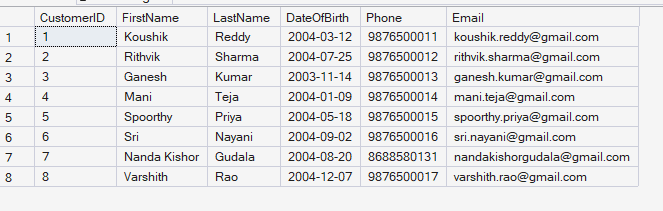 CustomerID FirstName LastName DateOfBirth Phone Email
1 1 Koushik Reddy 2004-03-12 9876500011 koushik.reddy@gmail.com
2 2 Rithvik Sharma 2004-07-25 9876500012 rithvik.sharma@gmail.com
3 3 Ganesh Kumar 2003-11-14 9876500013 ganesh.kumar@gmail.com
4 4 Mani Teja 2004-01-09 9876500014 mani.teja@gmail.com
5 5 Spoorthy Priya 2004-05-18 9876500015 spoorthy.priya@gmail.com
6 6 Sri Nayani 2004-09-02 9876500016 sri.nayani@gmail.com
7 7 Nanda Kishor Gudala 2004-08-20 8688580131 nandakishorgudala@gmail.com
8 8 Varshith Rao 2004-12-07 9876500017 varshith.rao@gmail.com